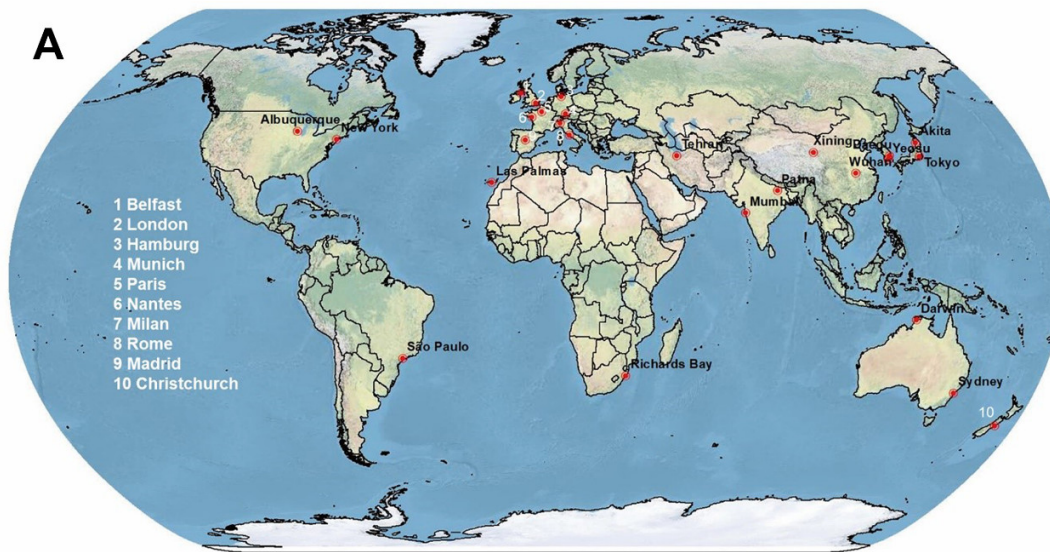 A
Albuquerque
New York
Las Palmas
São Paulo
Richards Bay
Tehran
Mumbai
Patna
Xining
Daegu
Yeosu
Wuhan
Akita
Tokyo
Darwin
Sydney
10
2
6
8
1 Belfast
2 London
3 Hamburg
4 Munich
5 Paris
6 Nantes
7 Milan
8 Rome
9 Madrid
10 Christchurch